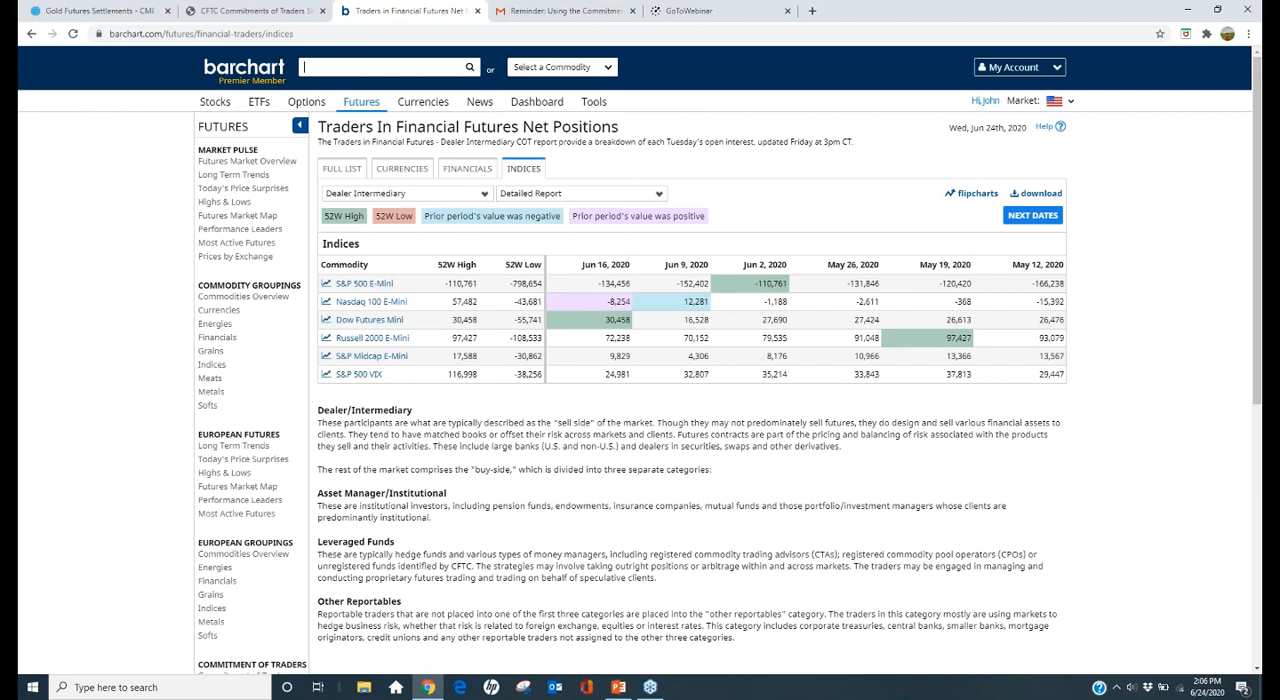 Gold Futures Settlements - CME
CFTC Commitments of Traders S
Traders in Financial Futures Net P
Reminder: Using the Commitme
GoToWebinar
barchart.com/futures/financial-traders/indices
barchart
Premier Member
or
Select a Commodity
My Account
Stocks ETFs Options Futures Currencies News Dashboard Tools
Hi, John Market:
FUTURES
MARKET PULSE
Futures Market Overview
Long Term Trends
Today's Price Surprises
Highs & Lows
Futures Market Map
Performance Leaders
Most Active Futures
Prices by Exchange
COMMODITY GROUPINGS
Commodities Overview
Currencies
Energies
Financials
Grains
Indices
Meats
Metals
Softs
EUROPEAN FUTURES
Long Term Trends
Today's Price Surprises
Highs & Lows
Futures Market Map
Performance Leaders
Most Active Futures
EUROPEAN GROUPINGS
Commodities Overview
Energies
Financials
Grains
Indices
Metals
Softs
COMMITMENT OF TRADERS
Traders In Financial Futures Net Positions
Wed, Jun 24th, 2020 Help
The Traders in Financial Futures - Dealer Intermediary COT report provide a breakdown of each Tuesday's open interest, updated Friday at 3pm CT.
FULL LIST CURRENCIES FINANCIALS INDICES
Dealer Intermediary Detailed Report
flipcharts download
52W High 52W Low Prior period's value was negative Prior period's value was positive
NEXT DATES
Indices
Commodity 52W High 52W Low Jun 16, 2020 Jun 9, 2020 Jun 2, 2020 May 26, 2020 May 19, 2020 May 12, 2020
S&P 500 E-Mini -110,761 -798,654 -134,456 -152,402 -110,761 -131,846 -120,420 -166,238
Nasdaq 100 E-Mini 57,482 -43,681 -8,254 12,281 -1,188 -2,611 -368 -15,392
Dow Futures Mini 30,458 -55,741 30,458 16,528 27,690 27,424 26,613 26,476
Russell 2000 E-Mini 97,427 -108,533 72,238 70,152 79,535 91,048 97,427 93,079
S&P Midcap E-Mini 17,588 -30,862 9,829 4,306 8,176 10,966 13,366 13,567
S&P 500 VIX 116,998 -38,256 24,981 32,807 35,214 33,843 37,813 29,447
Dealer/Intermediary
These participants are what are typically described as the "sell side" of the market. Though they may not predominately sell futures, they do design and sell various financial assets to
clients. They tend to have matched books or offset their risk across markets and clients. Futures contracts are part of the pricing and balancing of risk associated with the products
they sell and their activities. These include large banks (U.S. and non-U.S.) and dealers in securities, swaps and other derivatives.
The rest of the market comprises the "buy-side," which is divided into three separate categories:
Asset Manager/Institutional
These are institutional investors, including pension funds, endowments, insurance companies, mutual funds and those portfolio/investment managers whose clients are
predominantly institutional.
Leveraged Funds
These are typically hedge funds and various types of money managers, including registered commodity trading advisors (CTAs); registered commodity pool operators (CPOs) or
unregistered funds identified by CFTC. The strategies may involve taking outright positions or arbitrage within and across markets. The traders may be engaged in managing and
conducting proprietary futures trading and trading on behalf of speculative clients.
Other Reportables
Reportable traders that are not placed into one of the first three categories are placed into the "other reportables" category. The traders in this category mostly are using markets to
hedge business risk, whether that risk is related to foreign exchange, equities or interest rates. This category includes corporate treasuries, central banks, smaller banks, mortgage
originators, credit unions and any other reportable traders not assigned to the other three categories.
Type here to search
2:06 PM
6/24/2020